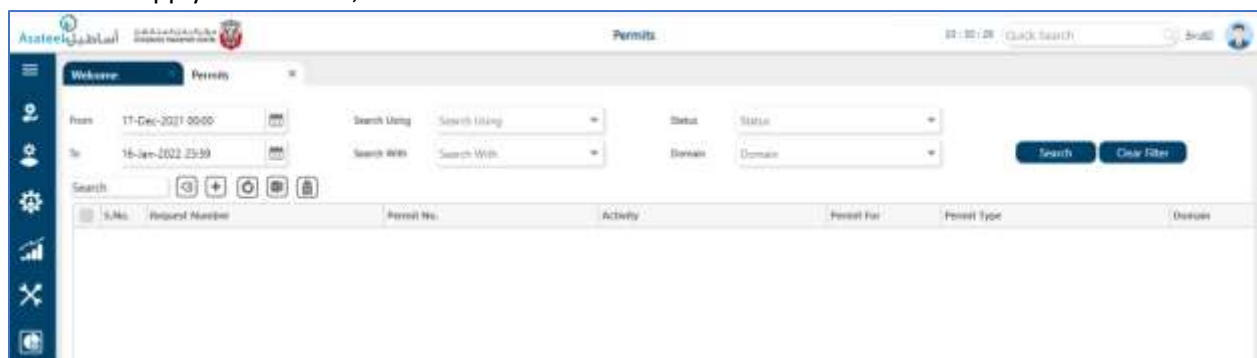 Asateel أساطيل
Permits
Quick Search
Welcome
Permits
From 17-Dec-2021 00:00 Search Using Search Using Status Status
To 16-Jan-2022 23:59 Search With Search With Domain Domain Search Clear Filter
Search
S.No. Request Number Permit No. Activity Permit For Permit Type Domain